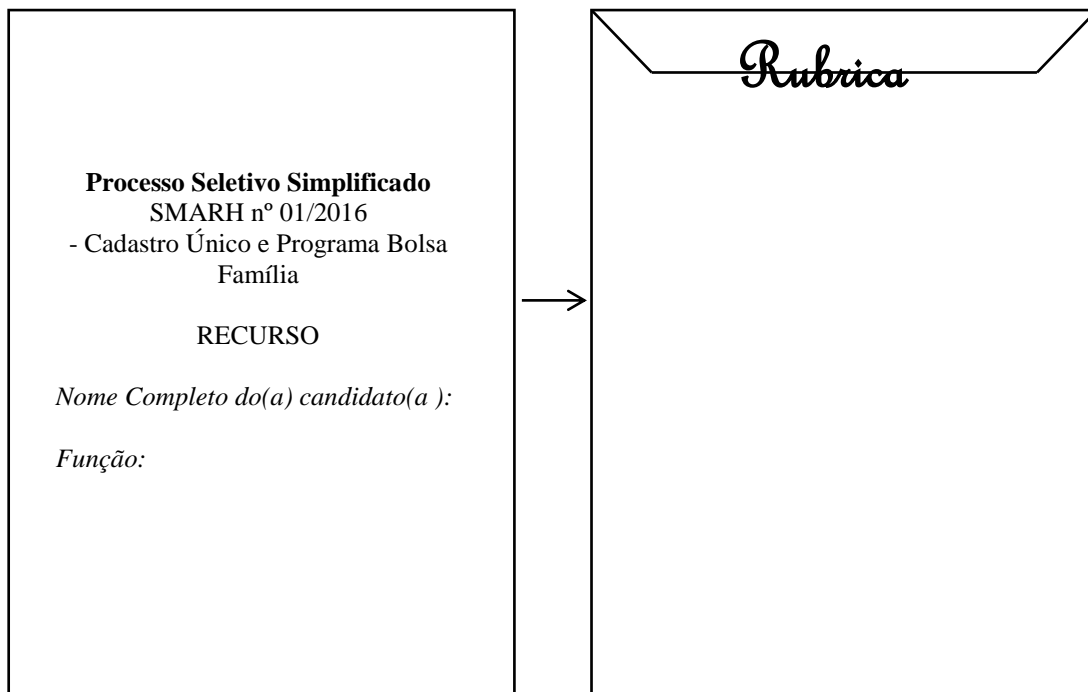 Processo Seletivo Simplificado
SMARH nº 01/2016
- Cadastro Único e Programa Bolsa
Família
RECURSO
Nome Completo do(a) candidato(a ):
Função:
Rubrica